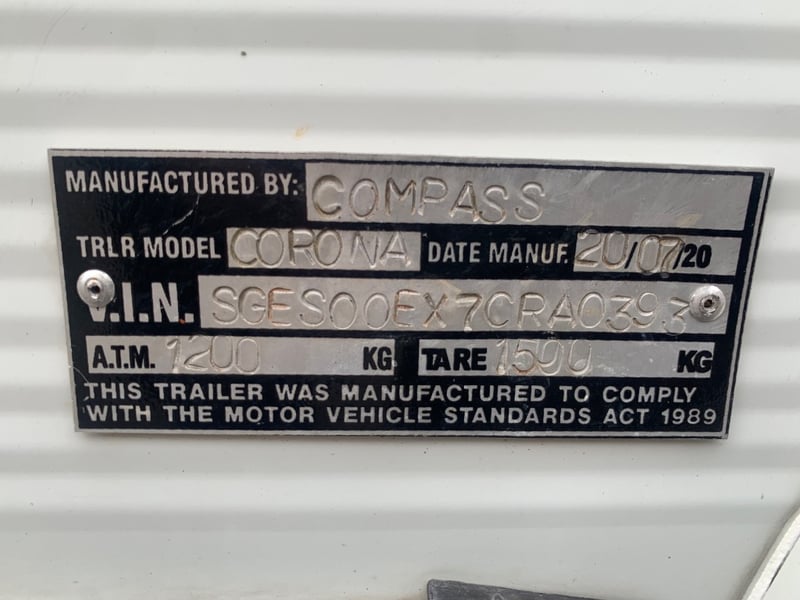 MANUFACTURED BY: COMPASS
TRLR MODEL CORONA DATE MANUF. 20/07/20
V.I.N. SGES00EX7CRA0393
A.T.M. 1200 KG. TARE 1500 KG
THIS TRAILER WAS MANUFACTURED TO COMPLY
WITH THE MOTOR VEHICLE STANDARDS ACT 1989